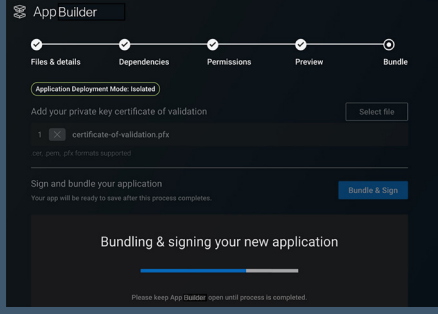 App Builder
Files & details Dependencies Permissions Preview Bundle
Application Deployment Mode: Isolated
Add your private key certificate of validation Select file
1 certificate-of-validation.pfx
.cer, .pem, .pfx formats supported
Sign and bundle your application
Your app will be ready to save after this process completes. Bundle & Sign
Bundling & signing your new application
Please keep App Builder open until process is completed.